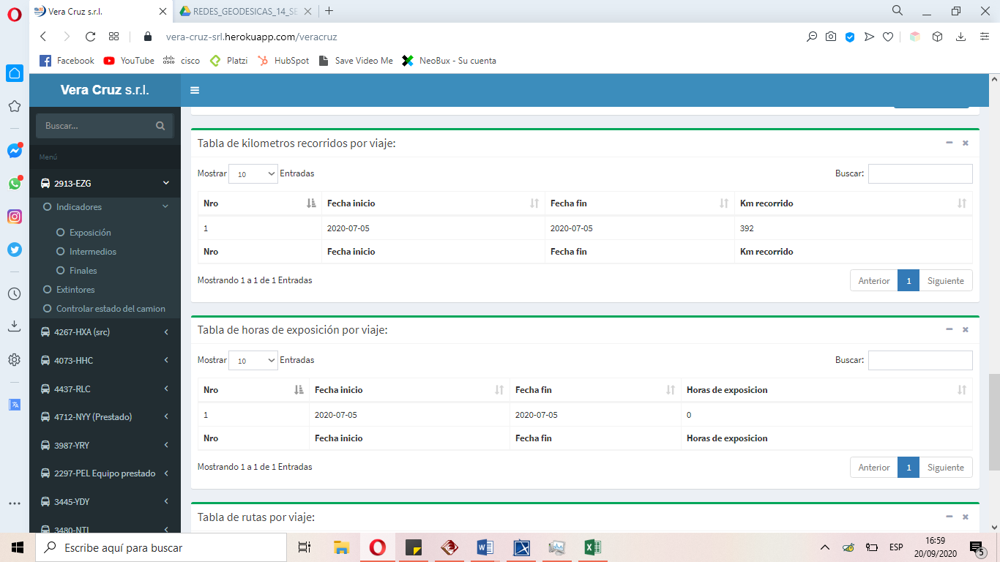 Vera Cruz s.r.l.
REDES_GEODESICAS_14_SE
vera-cruz-srl.herokuapp.com/veracruz
Facebook YouTube cisco Platzi HubSpot Save Video Me NeoBux - Su cuenta
Vera Cruz s.r.l.
Buscar...
Menú
2913-EZG
Indicadores
Exposición
Intermedios
Finales
Extintores
Controlar estado del camion
4267-HXA (src)
4073-HHC
4437-RLC
4712-NYY (Prestado)
3987-YRY
2297-PEL Equipo prestado
3445-YDY
3480-NTL
Tabla de kilometros recorridos por viaje:
Mostrar 10 Entradas Buscar:
Nro Fecha inicio Fecha fin Km recorrido
1 2020-07-05 2020-07-05 392
Nro Fecha inicio Fecha fin Km recorrido
Mostrando 1 a 1 de 1 Entradas Anterior 1 Siguiente
Tabla de horas de exposición por viaje:
Mostrar 10 Entradas Buscar:
Nro Fecha inicio Fecha fin Horas de exposicion
1 2020-07-05 2020-07-05 0
Nro Fecha inicio Fecha fin Horas de exposicion
Mostrando 1 a 1 de 1 Entradas Anterior 1 Siguiente
Tabla de rutas por viaje:
Escribe aquí para buscar
ESP
16:59
20/09/2020
5